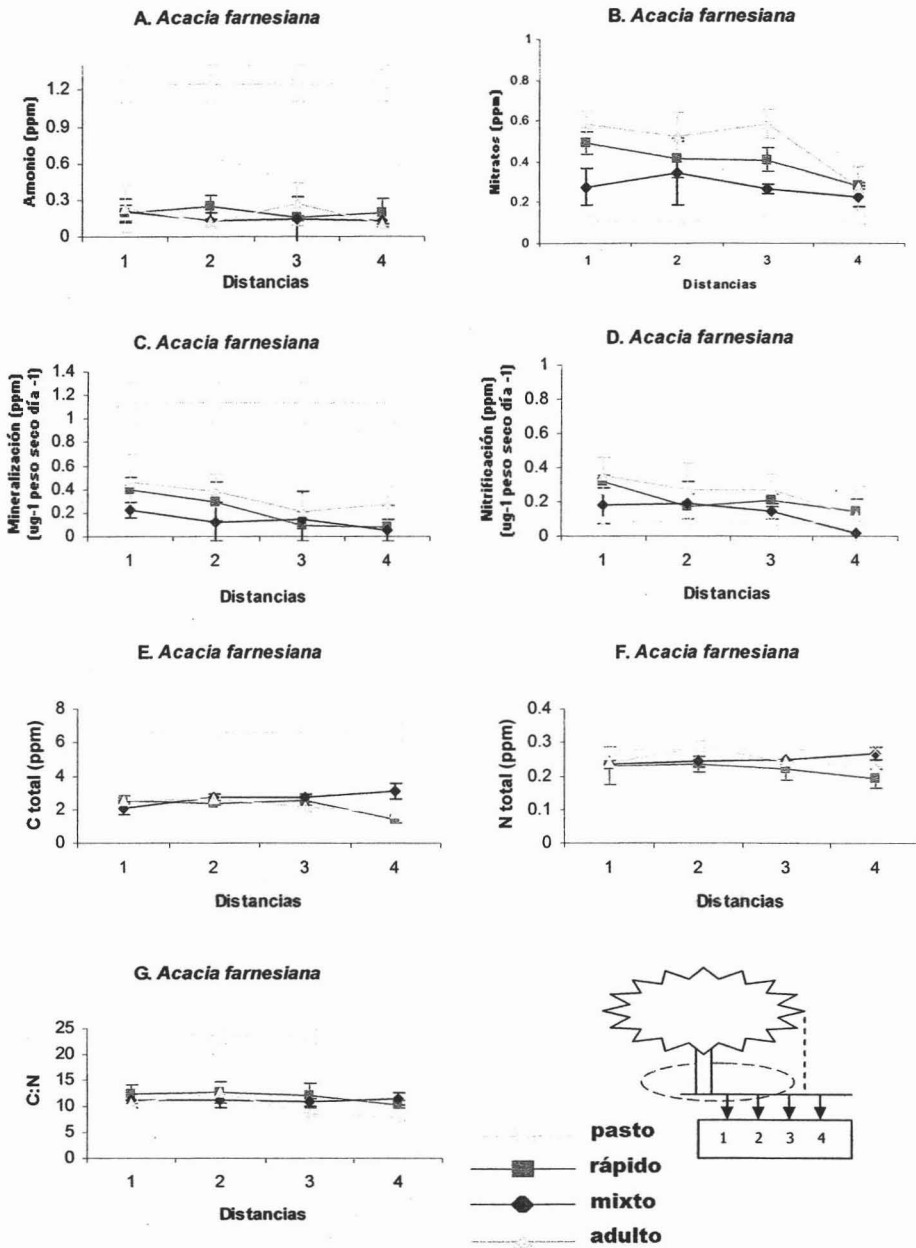 A. Acacia farnesiana
Amonio (ppm)
1.2
0.9
0.6
0.3
0
1 2 3 4
Distancias
B. Acacia farnesiana
Nitratos (ppm)
1
0.8
0.6
0.4
0.2
0
1 2 3 4
Distancias
C. Acacia farnesiana
Mineralización (ppm)
(ug-1 peso seco día -1)
1.4
1.2
1
0.8
0.6
0.4
0.2
0
1 2 3 4
Distancias
D. Acacia farnesiana
Nitrificación (ppm)
(ug-1 peso seco día -1)
1
0.8
0.6
0.4
0.2
0
1 2 3 4
Distancias
E. Acacia farnesiana
C total (ppm)
8
6
4
2
0
1 2 3 4
Distancias
F. Acacia farnesiana
N total (ppm)
0.4
0.3
0.2
0.1
0
1 2 3 4
Distancias
G. Acacia farnesiana
C:N
25
20
15
10
5
0
1 2 3 4
Distancias
pasto
rápido
mixto
adulto
1 2 3 4